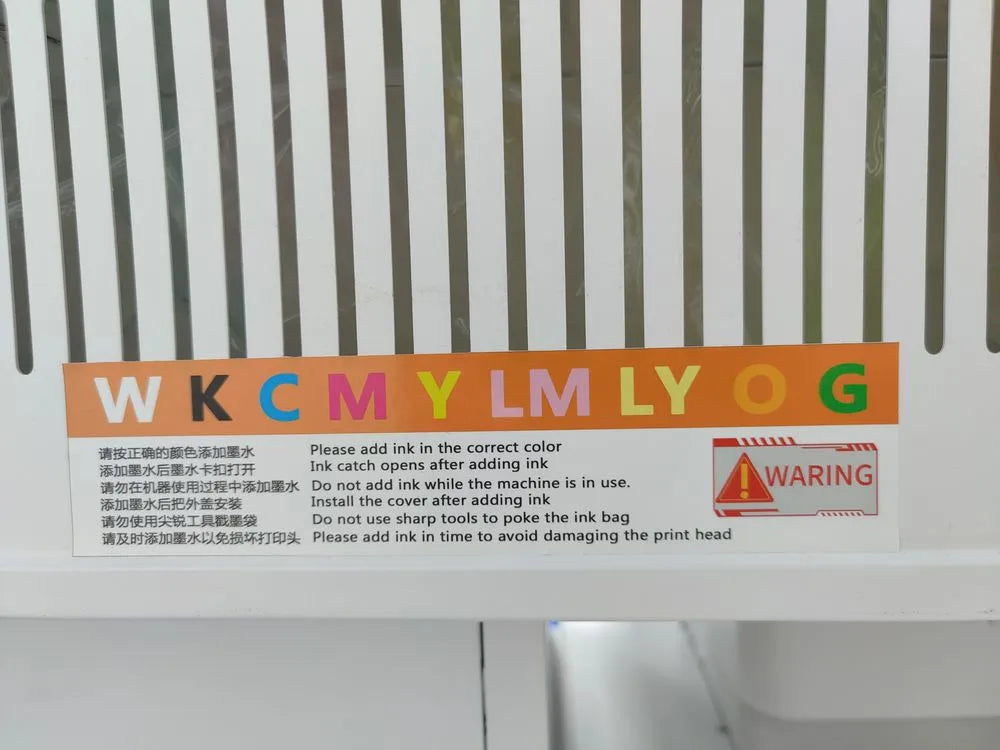 W K C M Y LM LY O G
请按正确的颜色添加墨水 Please add ink in the correct color
添加墨水后墨水卡扣打开 Ink catch opens after adding ink
请勿在机器使用过程中添加墨水 Do not add ink while the machine is in use.
添加墨水后把外盖安装 Install the cover after adding ink
请勿使用尖锐工具戳墨袋 Do not use sharp tools to poke the ink bag
请及时添加墨水以免损坏打印头 Please add ink in time to avoid damaging the print head
WARING